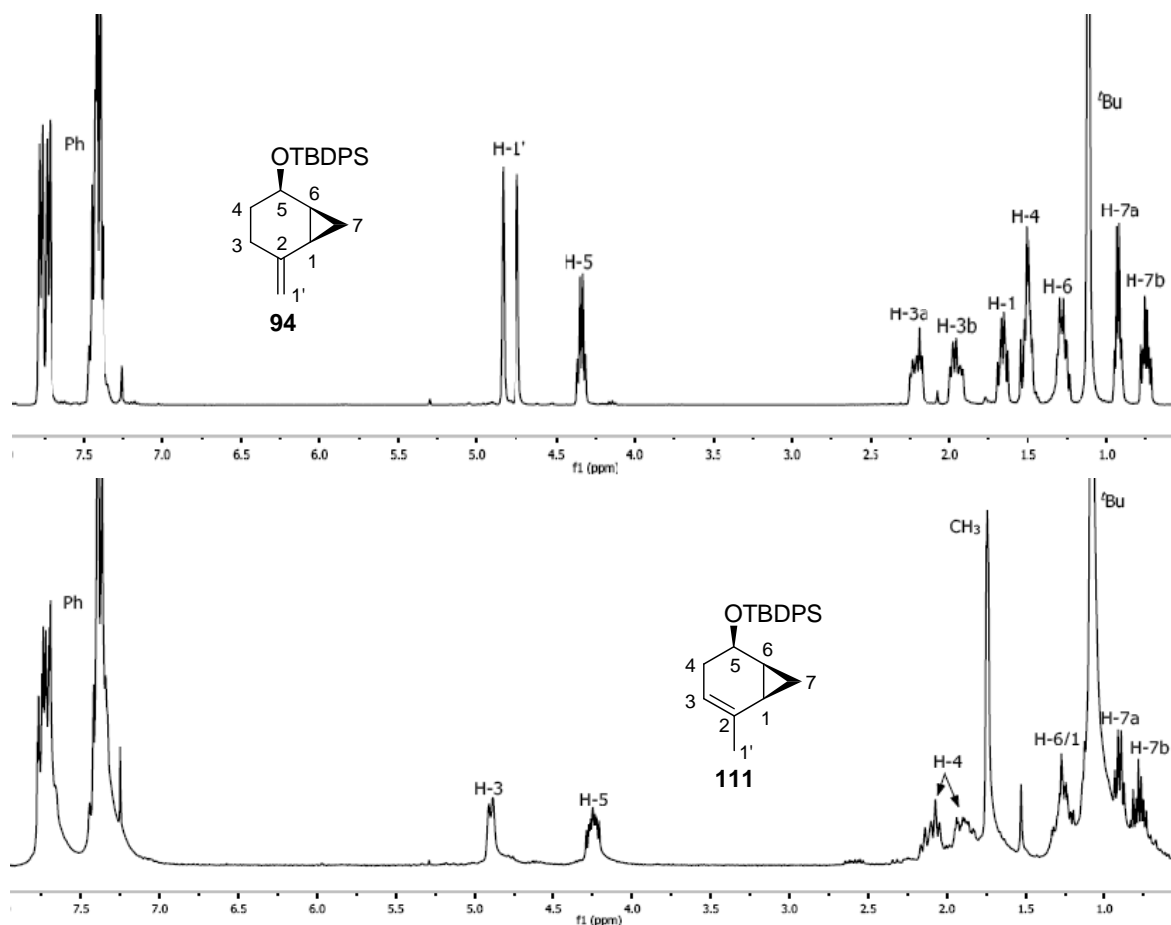 Ph
OTBDPS
6
5
4
7
3
2
1
1'
94
H-1'
H-5
H-3a
H-3b
H-1
H-4
H-6
tBu
H-7a
H-7b
7.5 7.0 6.5 6.0 5.5 5.0 4.5 4.0 3.5 3.0 2.5 2.0 1.5 1.0
f1 (ppm)
Ph
H-3
H-5
OTBDPS
6
5
4
7
3
1
2
1'
111
H-4
CH3
H-6/1
tBu
H-7a
H-7b
7.5 7.0 6.5 6.0 5.5 5.0 4.5 4.0 3.5 3.0 2.5 2.0 1.5 1.0
f1 (ppm)